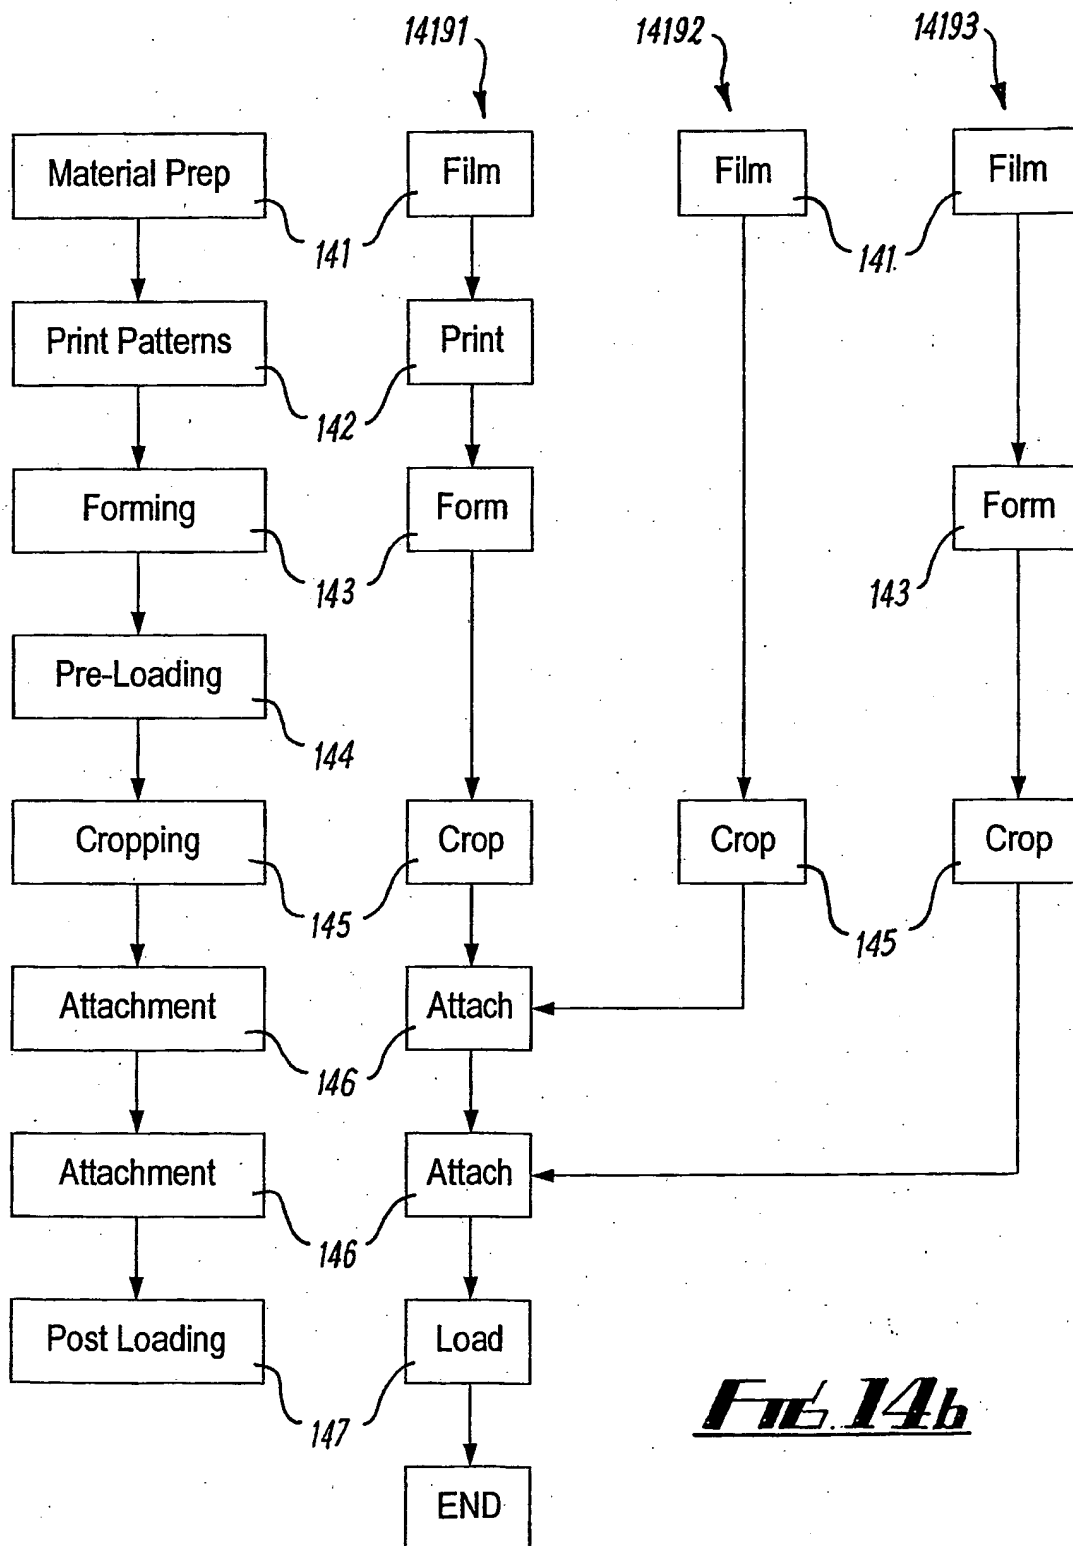 14191 14192 14193
Material Prep Film Film Film
141 141
Print Patterns Print
142
Forming Form Form
143 143
Pre-Loading
144
Cropping Crop Crop Crop
145 145
Attachment Attach
146
Attachment Attach
146
Post Loading Load
147
END
FIG. 14b